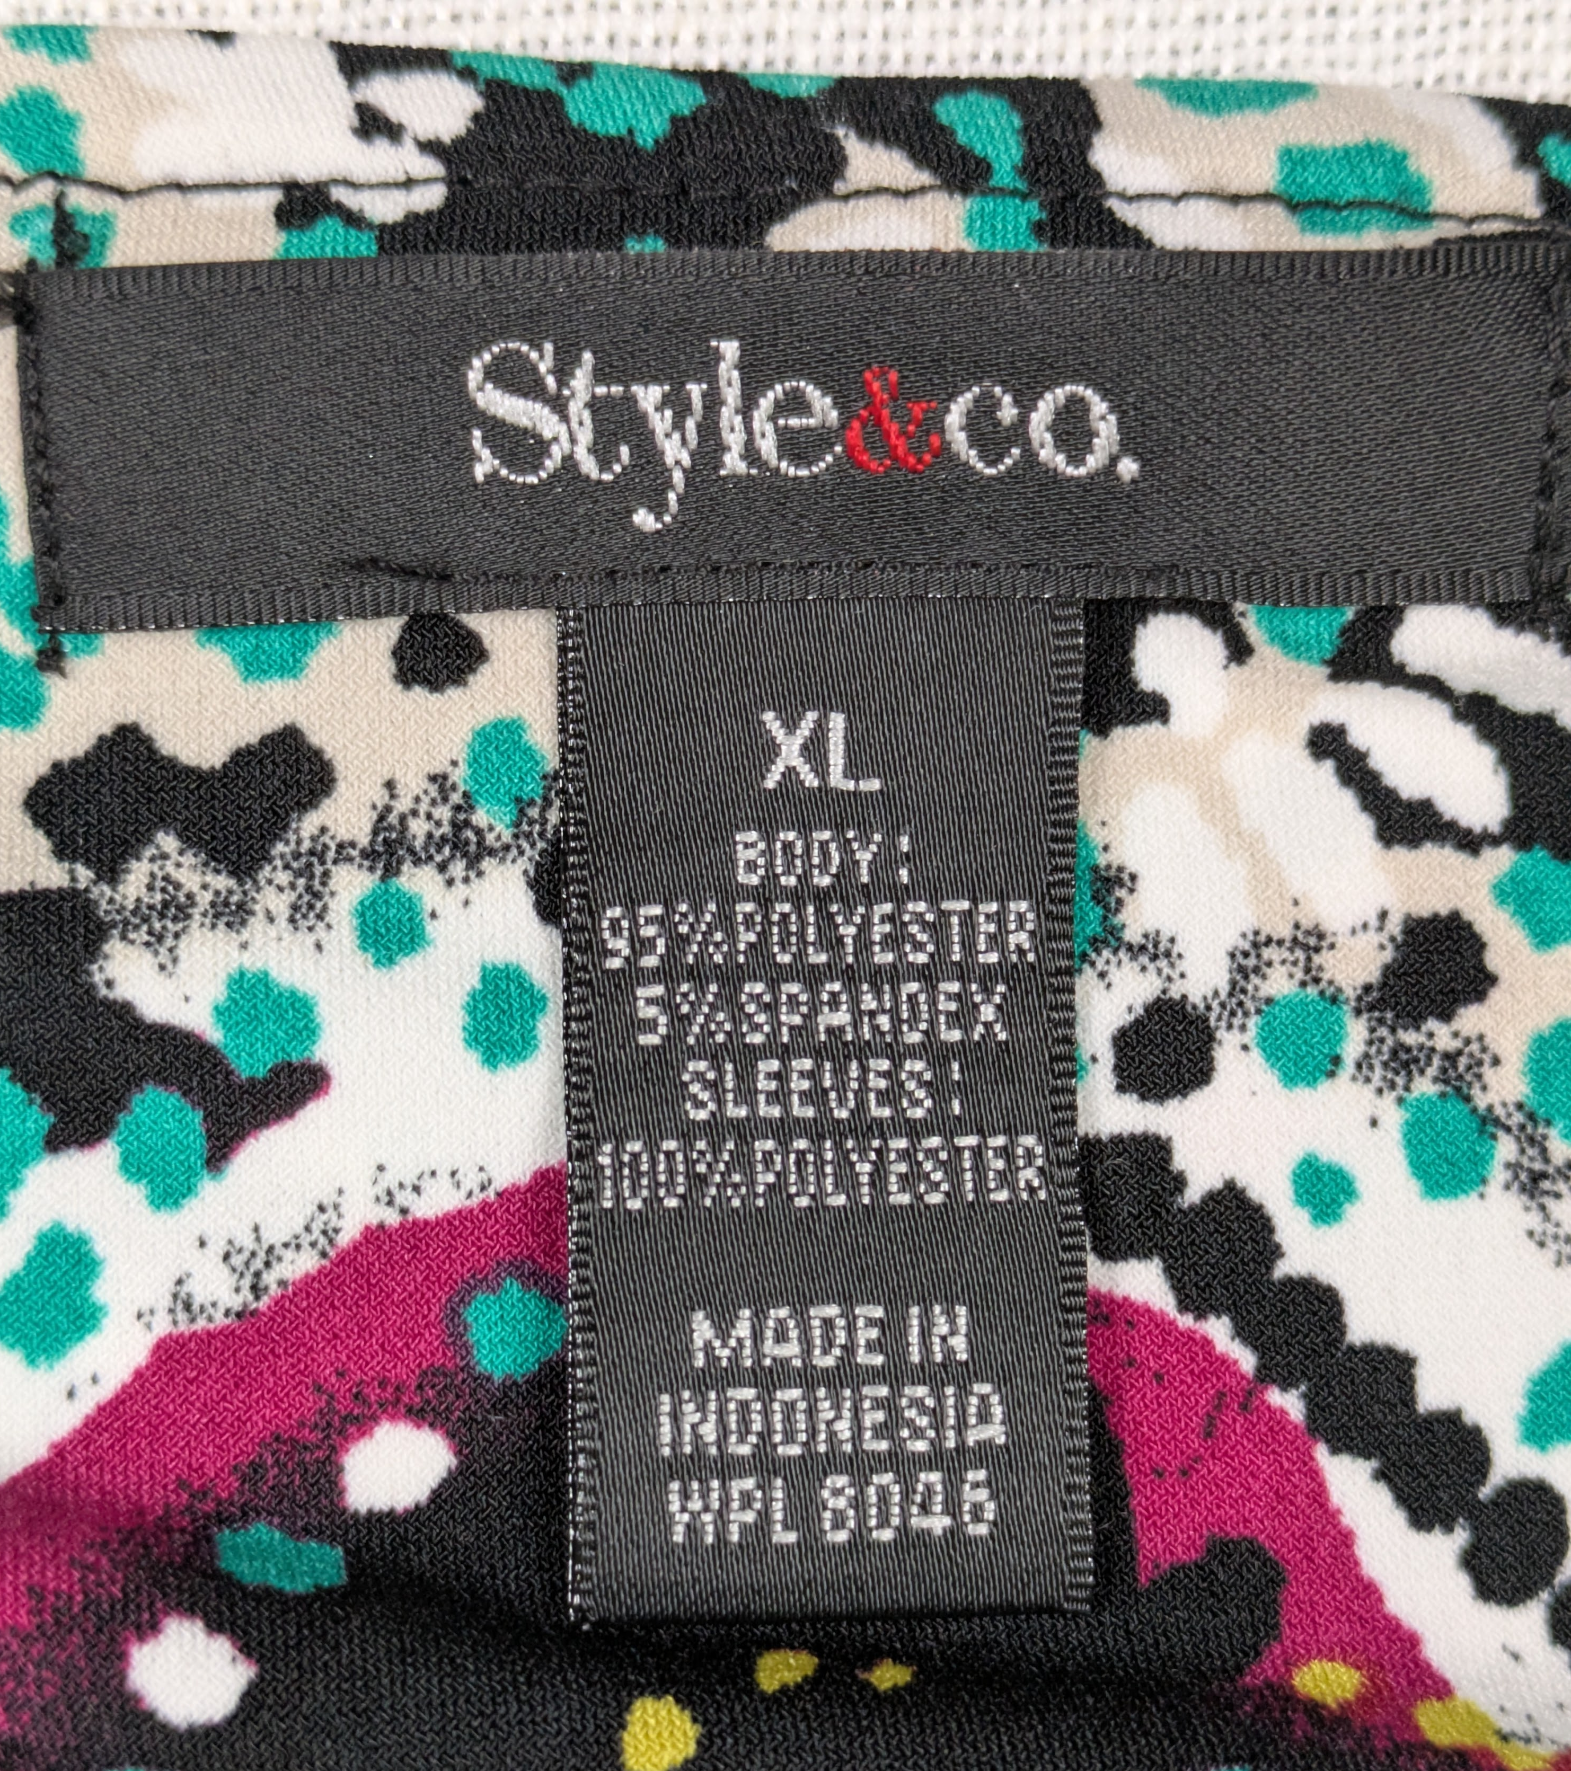 Style&co.
XL
BODY:
95%POLYESTER
5%SPANDEX
SLEEVES:
100%POLYESTER
MADE IN
INDONESIA
WPL 8046